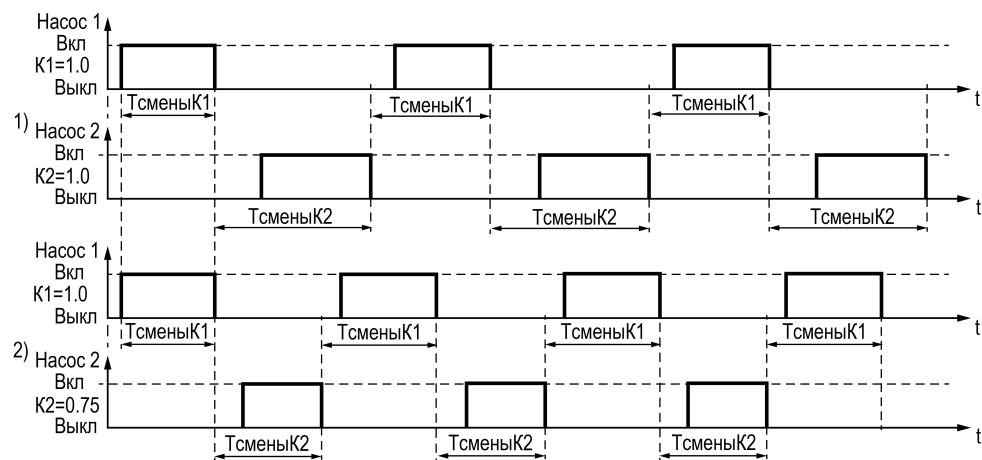 Насос 1
Вкл
К1=1.0
Выкл
t
ТсменыК1
ТсменыК1
ТсменыК1
1)
Насос 2
Вкл
К2=1.0
Выкл
t
ТсменыК2
ТсменыК2
ТсменыК2
Насос 1
Вкл
К1=1.0
Выкл
t
ТсменыК1
ТсменыК1
ТсменыК1
ТсменыК1
2)
Насос 2
Вкл
К2=0.75
Выкл
t
ТсменыК2
ТсменыК2
ТсменыК2